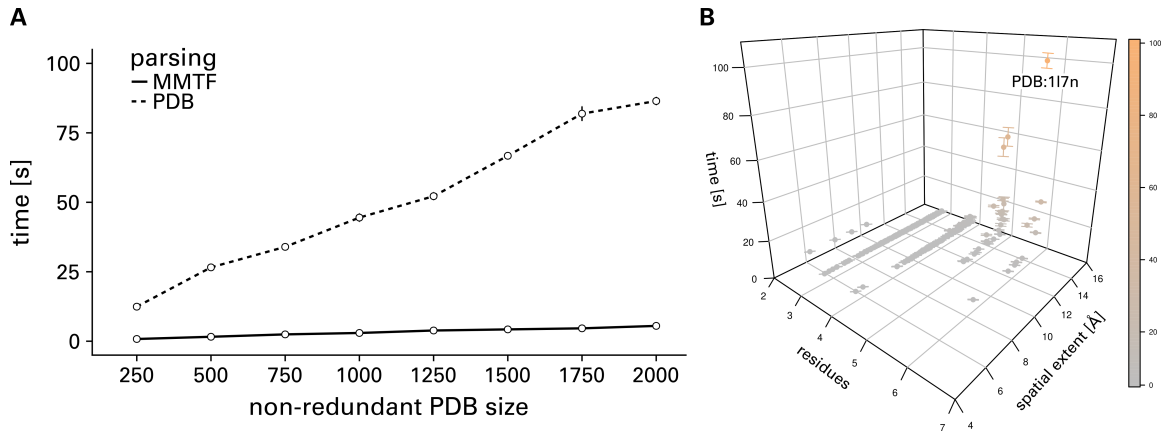 A
parsing
MMTF
PDB
100
75
50
25
0
time [s]
250 500 750 1000 1250 1500 1750 2000
non-redundant PDB size
B
PDB:1l7n
100
80
60
40
20
0
time [s]
2
3
4
5
6
7
residues
4
6
8
10
12
14
16
spatial extent [Å]
100
80
60
40
20
0